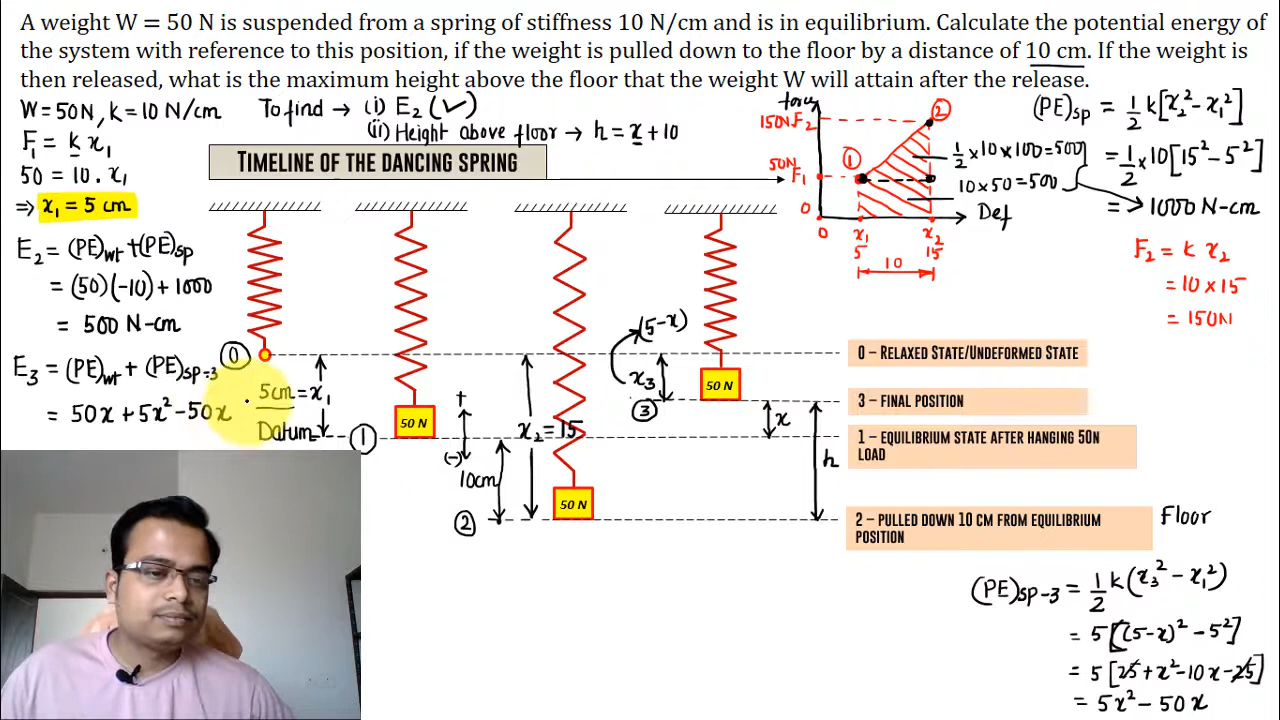 A weight W = 50 N is suspended from a spring of stiffness 10 N/cm and is in equilibrium. Calculate the potential energy of
the system with reference to this position, if the weight is pulled down to the floor by a distance of 10 cm. If the weight is
then released, what is the maximum height above the floor that the weight W will attain after the release.
W = 50N, k = 10 N/cm
To find → (i) E₂ (✓)
(ii) Height above floor → h = x + 10
F₁ = k x₁
50 = 10 . x₁
⇒ x₁ = 5 cm
TIMELINE OF THE DANCING SPRING
E₂ = (PE)wt + (PE)sp
= (50)(-10) + 1000
= 500 N-cm
E₃ = (PE)wt + (PE)sp-3
= 50x + 5x² - 50x
force
150N F₂
50N F₁
0
0
x₁
5
x₂
15
10
Def
①
②
½ × 10 × 100 = 500
10 × 50 = 500
(PE)sp = ½ k[x₂² - x₁²]
= ½ × 10 [15² - 5²]
= 1000 N-cm
F₂ = k x₂
= 10 × 15
= 150N
⓪
5cm = x₁
Datum
①
50 N
+
(-)
10cm
②
x₂ = 15
50 N
(5-x)
x₃
③
50 N
x
h
0 – RELAXED STATE/UNDEFORMED STATE
3 – FINAL POSITION
1 – EQUILIBRIUM STATE AFTER HANGING 50N
LOAD
2 – PULLED DOWN 10 CM FROM EQUILIBRIUM
POSITION
Floor
(PE)sp-3 = ½ k(x₃² - x₁²)
= 5 [(5-x)² - 5²]
= 5 [25 + x² - 10x - 25]
= 5x² - 50x